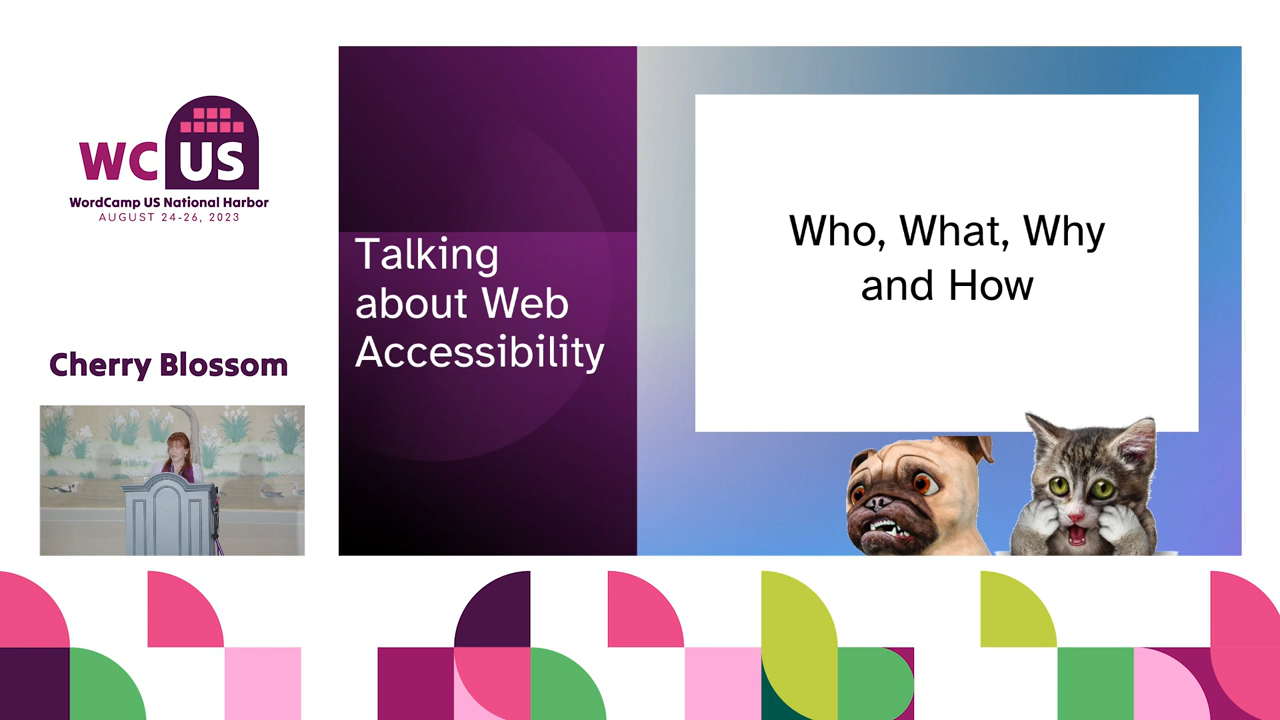 WC US
WordCamp US National Harbor
AUGUST 24-26, 2023
Cherry Blossom
Talking
about Web
Accessibility
Who, What, Why
and How